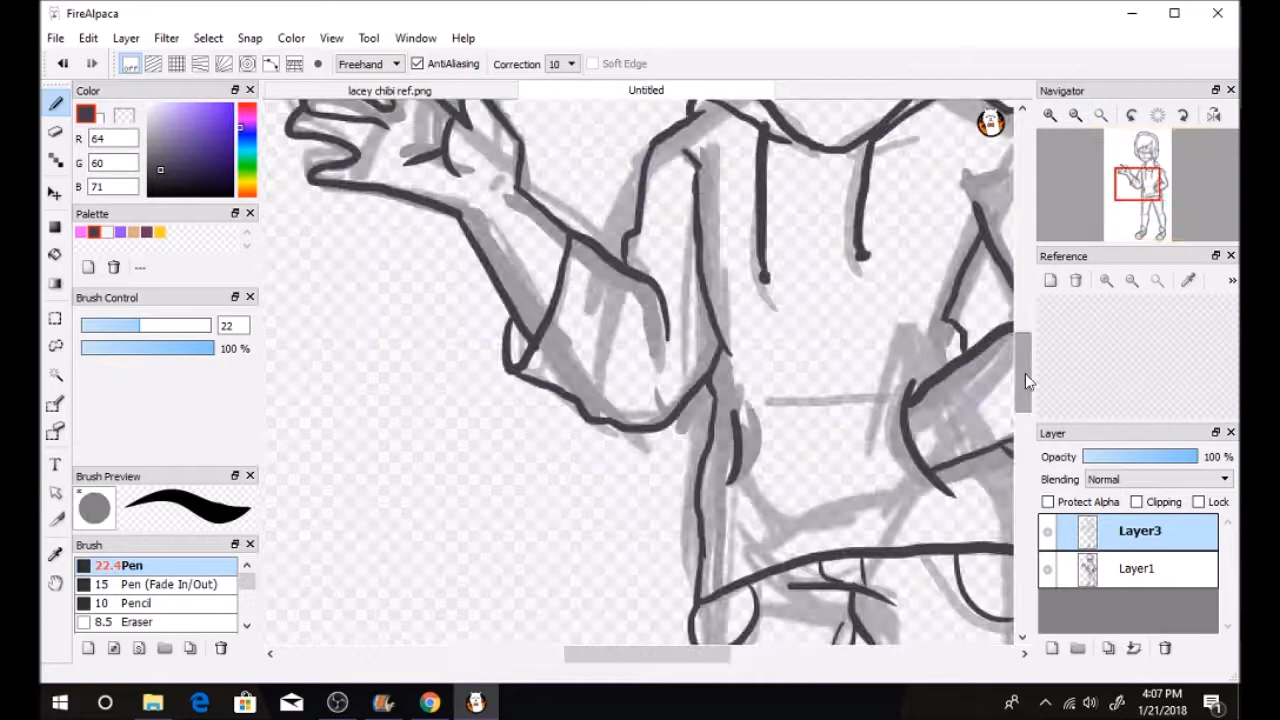 FireAlpaca
File Edit Layer Filter Select Snap Color View Tool Window Help
off Freehand AntiAliasing Correction 10 Soft Edge
Color lacey chibi ref.png Untitled Navigator
R 64
G 60
B 71
Palette
Reference
Brush Control
22
100 %
Layer
Opacity 100 %
Blending Normal
Protect Alpha Clipping Lock
Brush Preview
Layer3
Brush
Layer1
22.4 Pen
15 Pen (Fade In/Out)
10 Pencil
8.5 Eraser
T
4:07 PM
1/21/2018